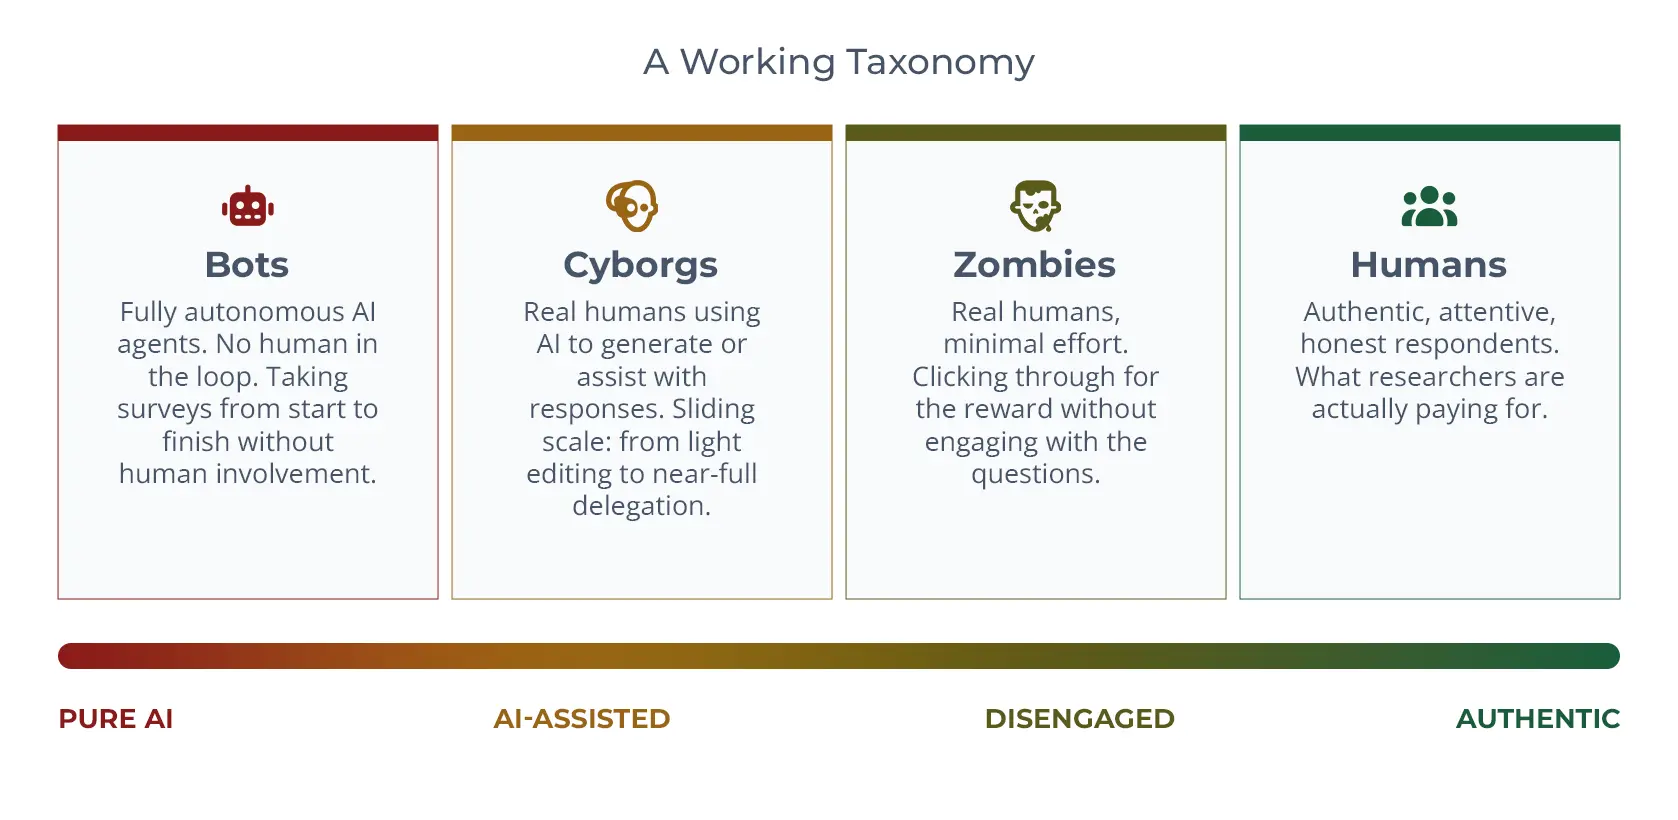 A Working Taxonomy
Bots
Fully autonomous AI
agents. No human in
the loop. Taking
surveys from start to
finish without
human involvement.
Cyborgs
Real humans using
AI to generate or
assist with
responses. Sliding
scale: from light
editing to near-full
delegation.
Zombies
Real humans,
minimal effort.
Clicking through for
the reward without
engaging with the
questions.
Humans
Authentic, attentive,
honest respondents.
What researchers are
actually paying for.
PURE AI
AI-ASSISTED
DISENGAGED
AUTHENTIC